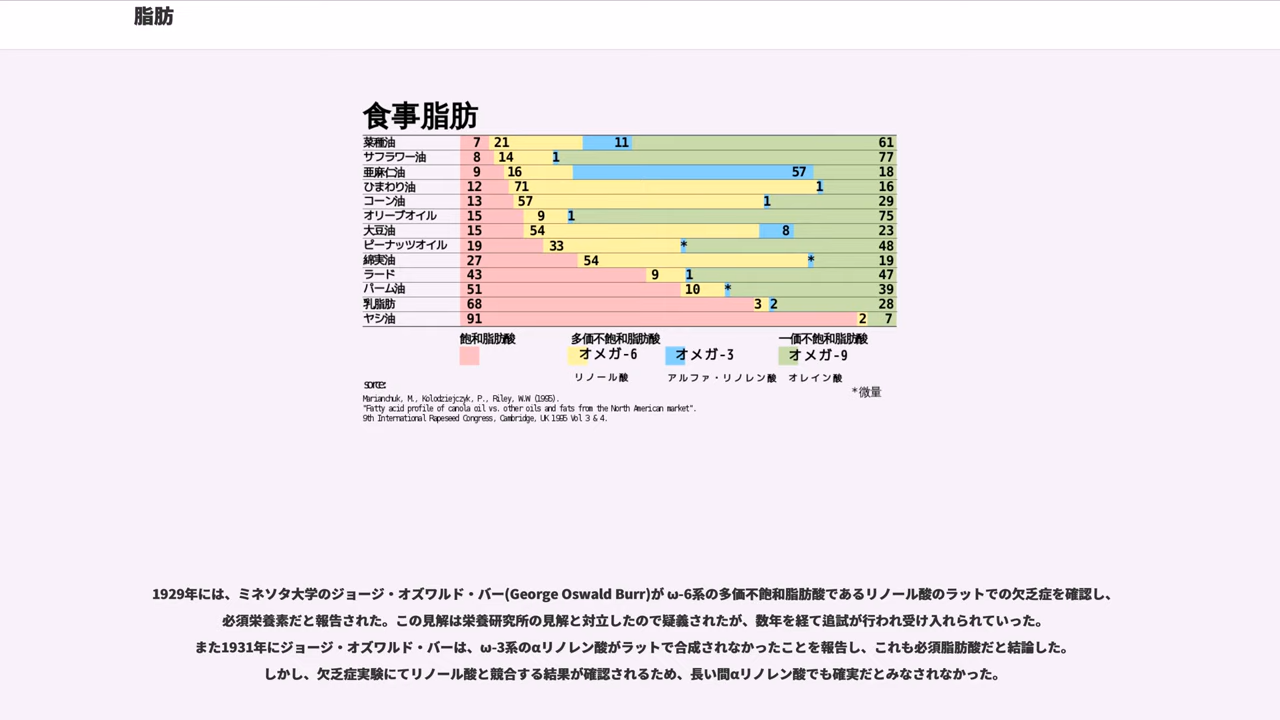 脂肪
食事脂肪
菜種油 7 21 11 61
サフラワー油 8 14 1 77
亜麻仁油 9 16 57 18
ひまわり油 12 71 1 16
コーン油 13 57 1 29
オリーブオイル 15 9 1 75
大豆油 15 54 8 23
ピーナッツオイル 19 33 * 48
綿実油 27 54 * 19
ラード 43 9 1 47
パーム油 51 10 * 39
乳脂肪 68 3 2 28
ヤシ油 91 2 7
飽和脂肪酸 多価不飽和脂肪酸 一価不飽和脂肪酸
オメガ-6 オメガ-3 オメガ-9
リノール酸 アルファ・リノレン酸 オレイン酸
*微量
Marianchuk, M., Kolodziejczyk, P., Riley, W.W (1995).
"Fatty acid profile of canola oil vs. other oils and fats from the North American market".
9th International Rapeseed Congress, Cambridge, UK 1995 Vol 3 & 4.
1929年には、ミネソタ大学のジョージ・オズワルド・バー(George Oswald Burr)が ω-6系の多価不飽和脂肪酸であるリノール酸のラットでの欠乏症を確認し、
必須栄養素だと報告された。この見解は栄養研究所の見解と対立したので疑義されたが、数年を経て追試が行われ受け入れられていった。
また1931年にジョージ・オズワルド・バーは、ω-3系のαリノレン酸がラットで合成されなかったことを報告し、これも必須脂肪酸だと結論した。
しかし、欠乏症実験にてリノール酸と競合する結果が確認されるため、長い間αリノレン酸でも確実だとみなされなかった。